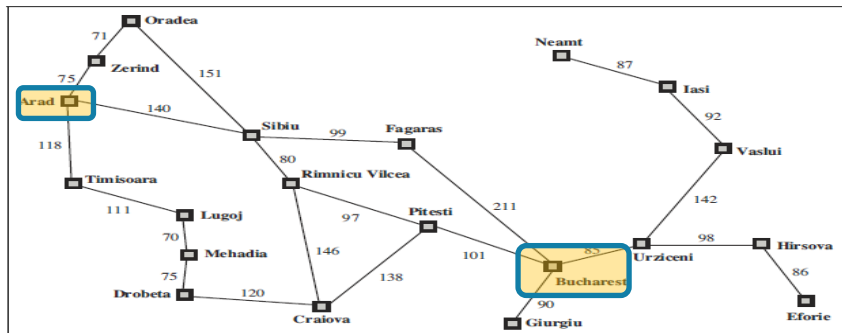 Oradea
71
Neamt
87
Zerind
151
75
Iasi
Arad
140
92
Sibiu
99
Fagaras
118
80
Vaslui
Timisoara
Rimnicu Vilcea
111
211
142
Lugoj
97
Pitesti
70
98
Hirsova
146
101
85
Mehadia
Urziceni
75
138
86
Bucharest
Drobeta
120
90
Craiova
Eforie
Giurgiu